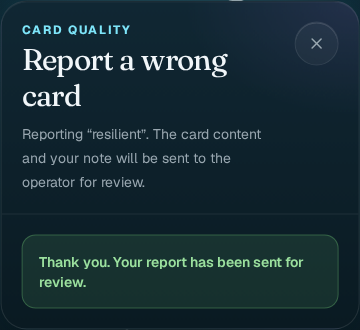 CARD QUALITY
Report a wrong
card
Reporting “resilient”. The card content
and your note will be sent to the
operator for review.
Thank you. Your report has been sent for
review.